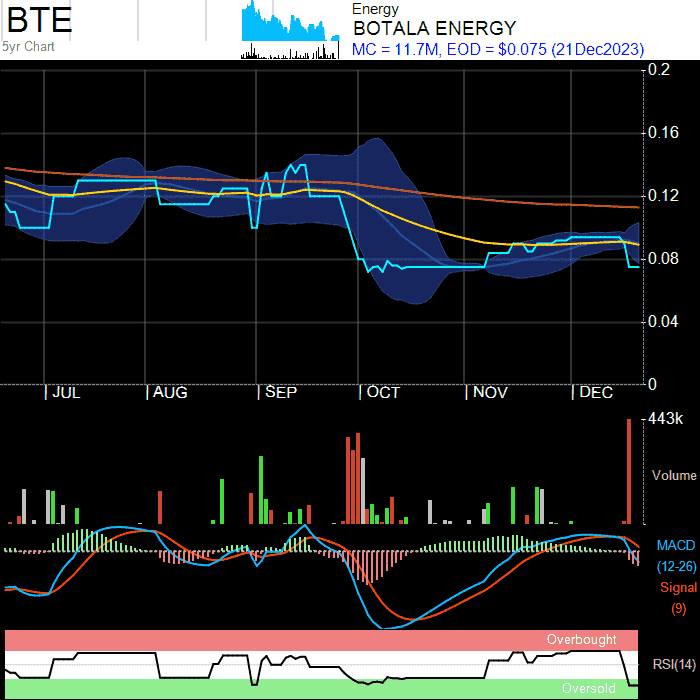 BTE
5yr Chart
Energy
BOTALA ENERGY
MC = 11.7M, EOD = $0.075 (21Dec2023)
0.2
0.16
0.12
0.08
0.04
0
JUL AUG SEP OCT NOV DEC
443k
Volume
MACD
(12-26)
Signal
(9)
Overbought
RSI(14)
Oversold